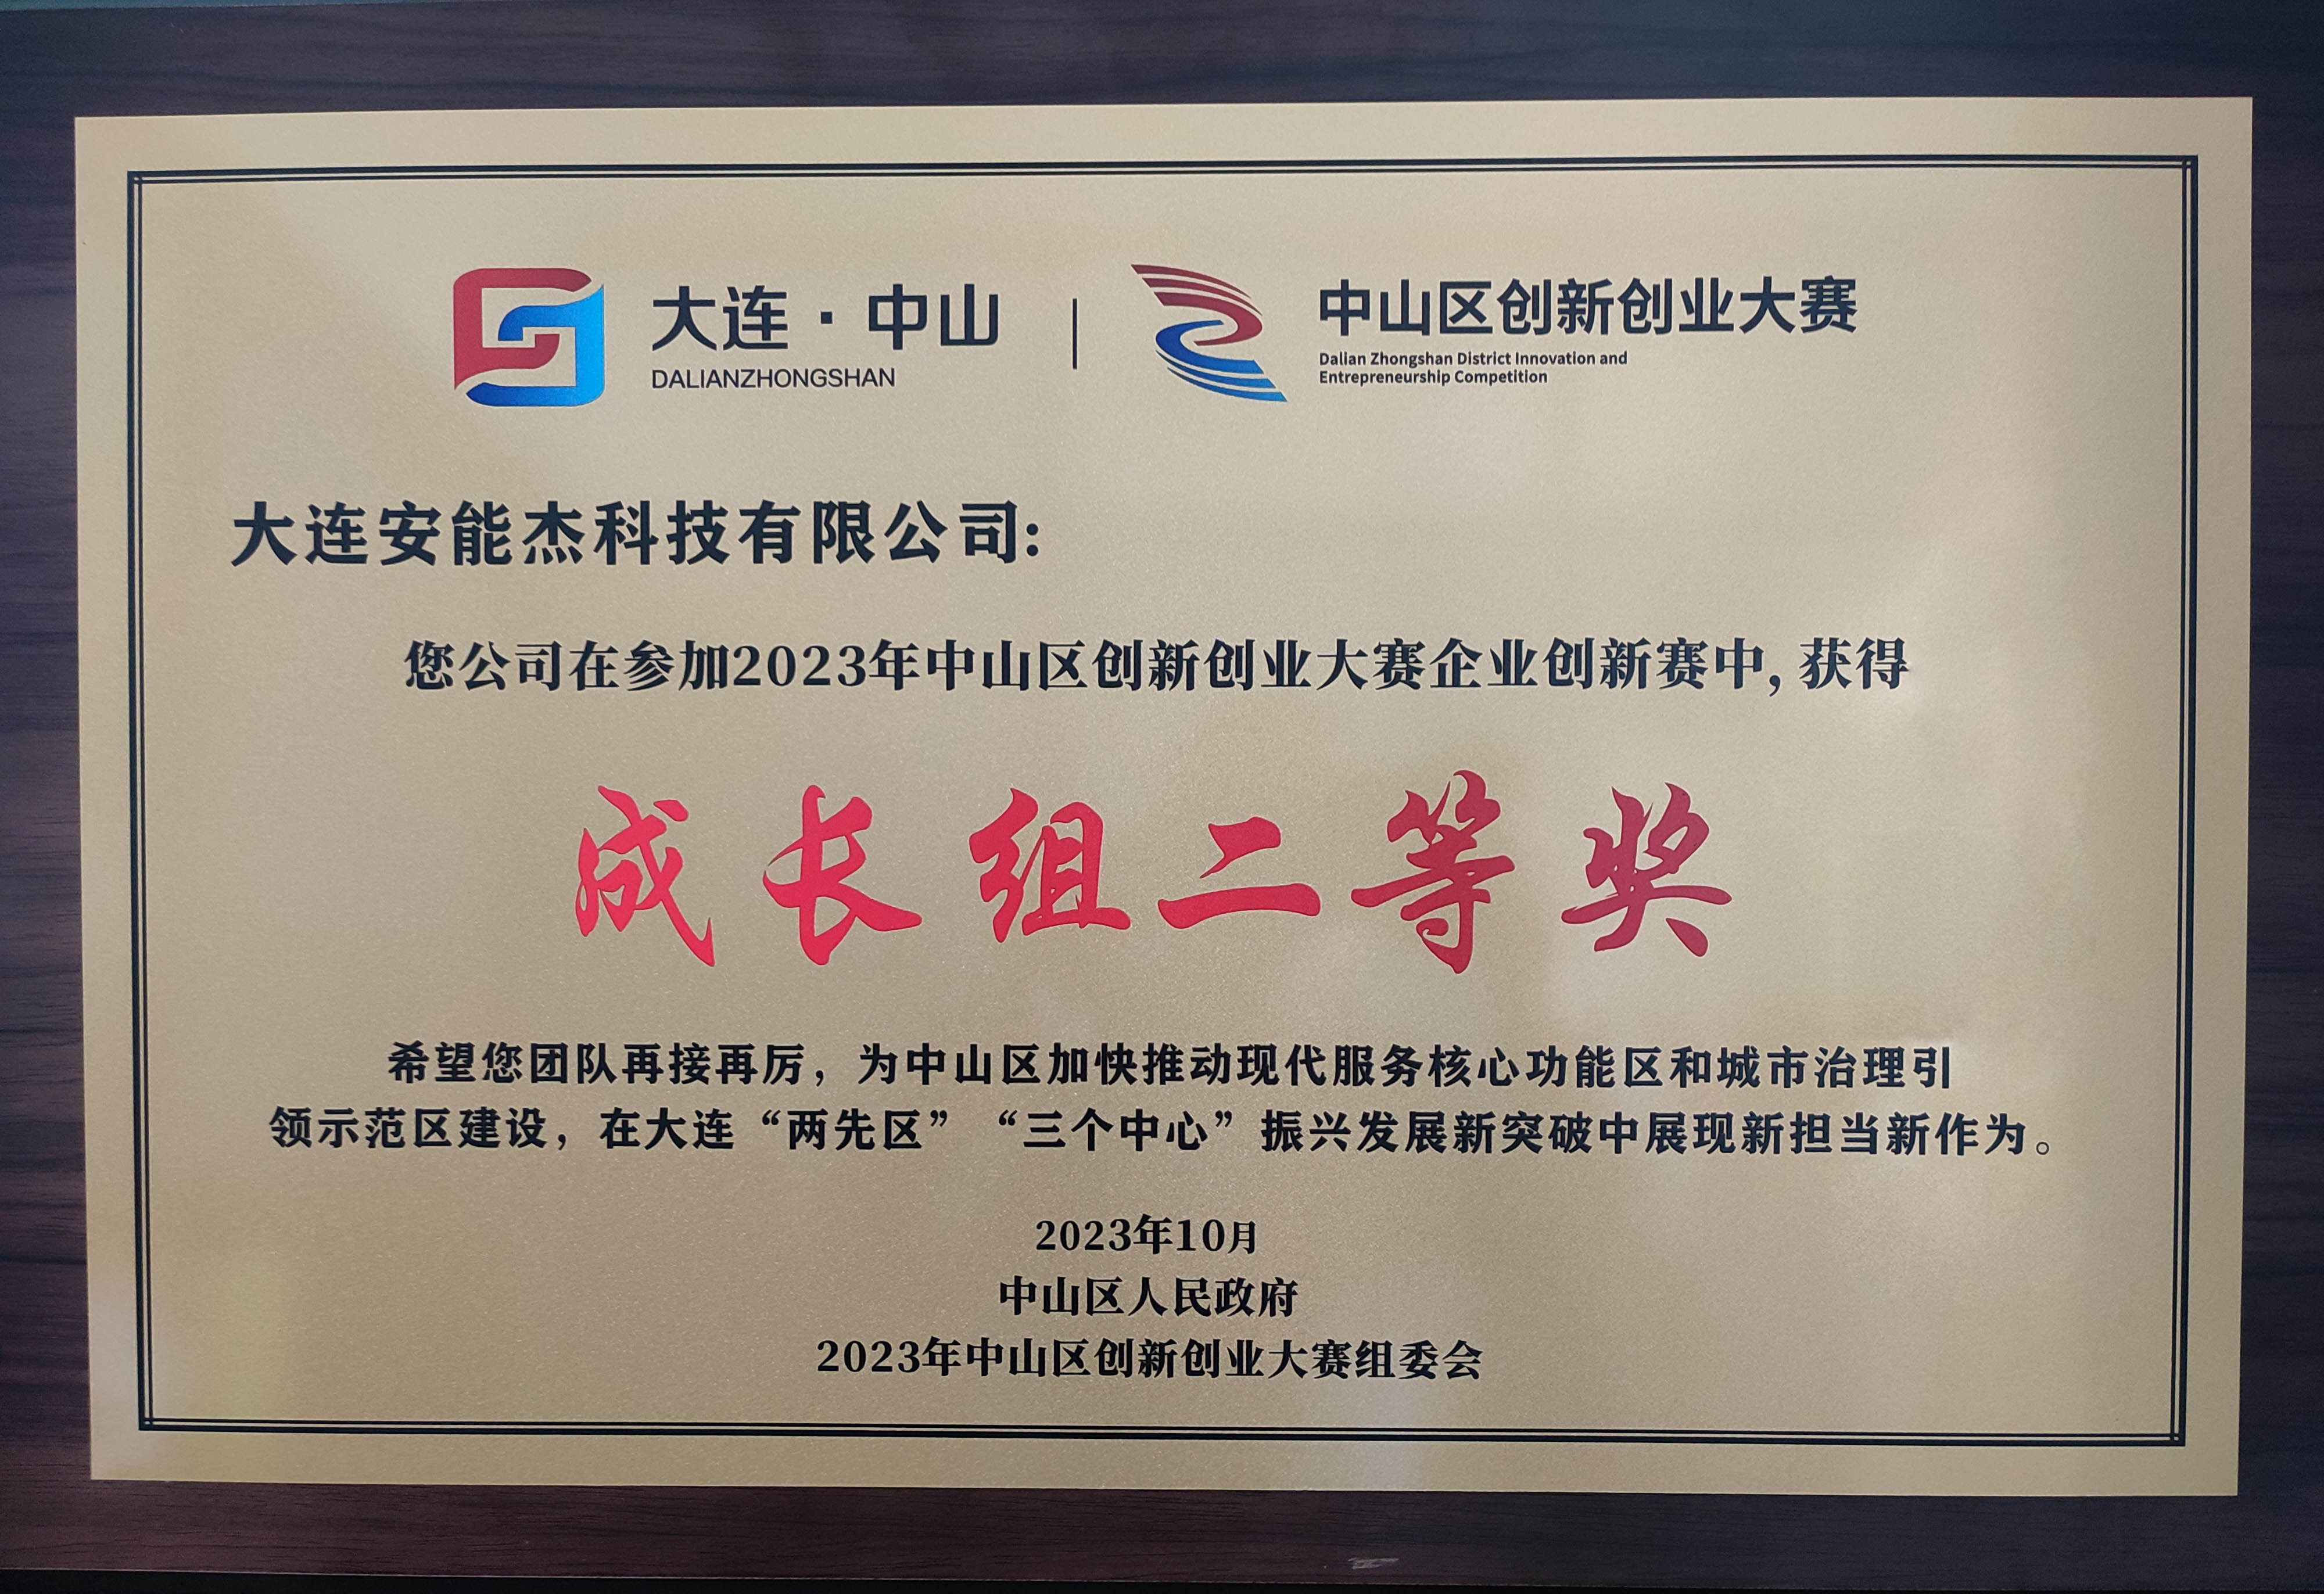 大连·中山
DALIANZHONGSHAN
中山区创新创业大赛
Dalian Zhongshan District Innovation and
Entrepreneurship Competition
大连安能杰科技有限公司:
您公司在参加2023年中山区创新创业大赛企业创新赛中,获得
成长组二等奖
希望您团队再接再厉，为中山区加快推动现代服务核心功能区和城市治理引
领示范区建设，在大连“两先区”“三个中心”振兴发展新突破中展现新担当新作为。
2023年10月
中山区人民政府
2023年中山区创新创业大赛组委会